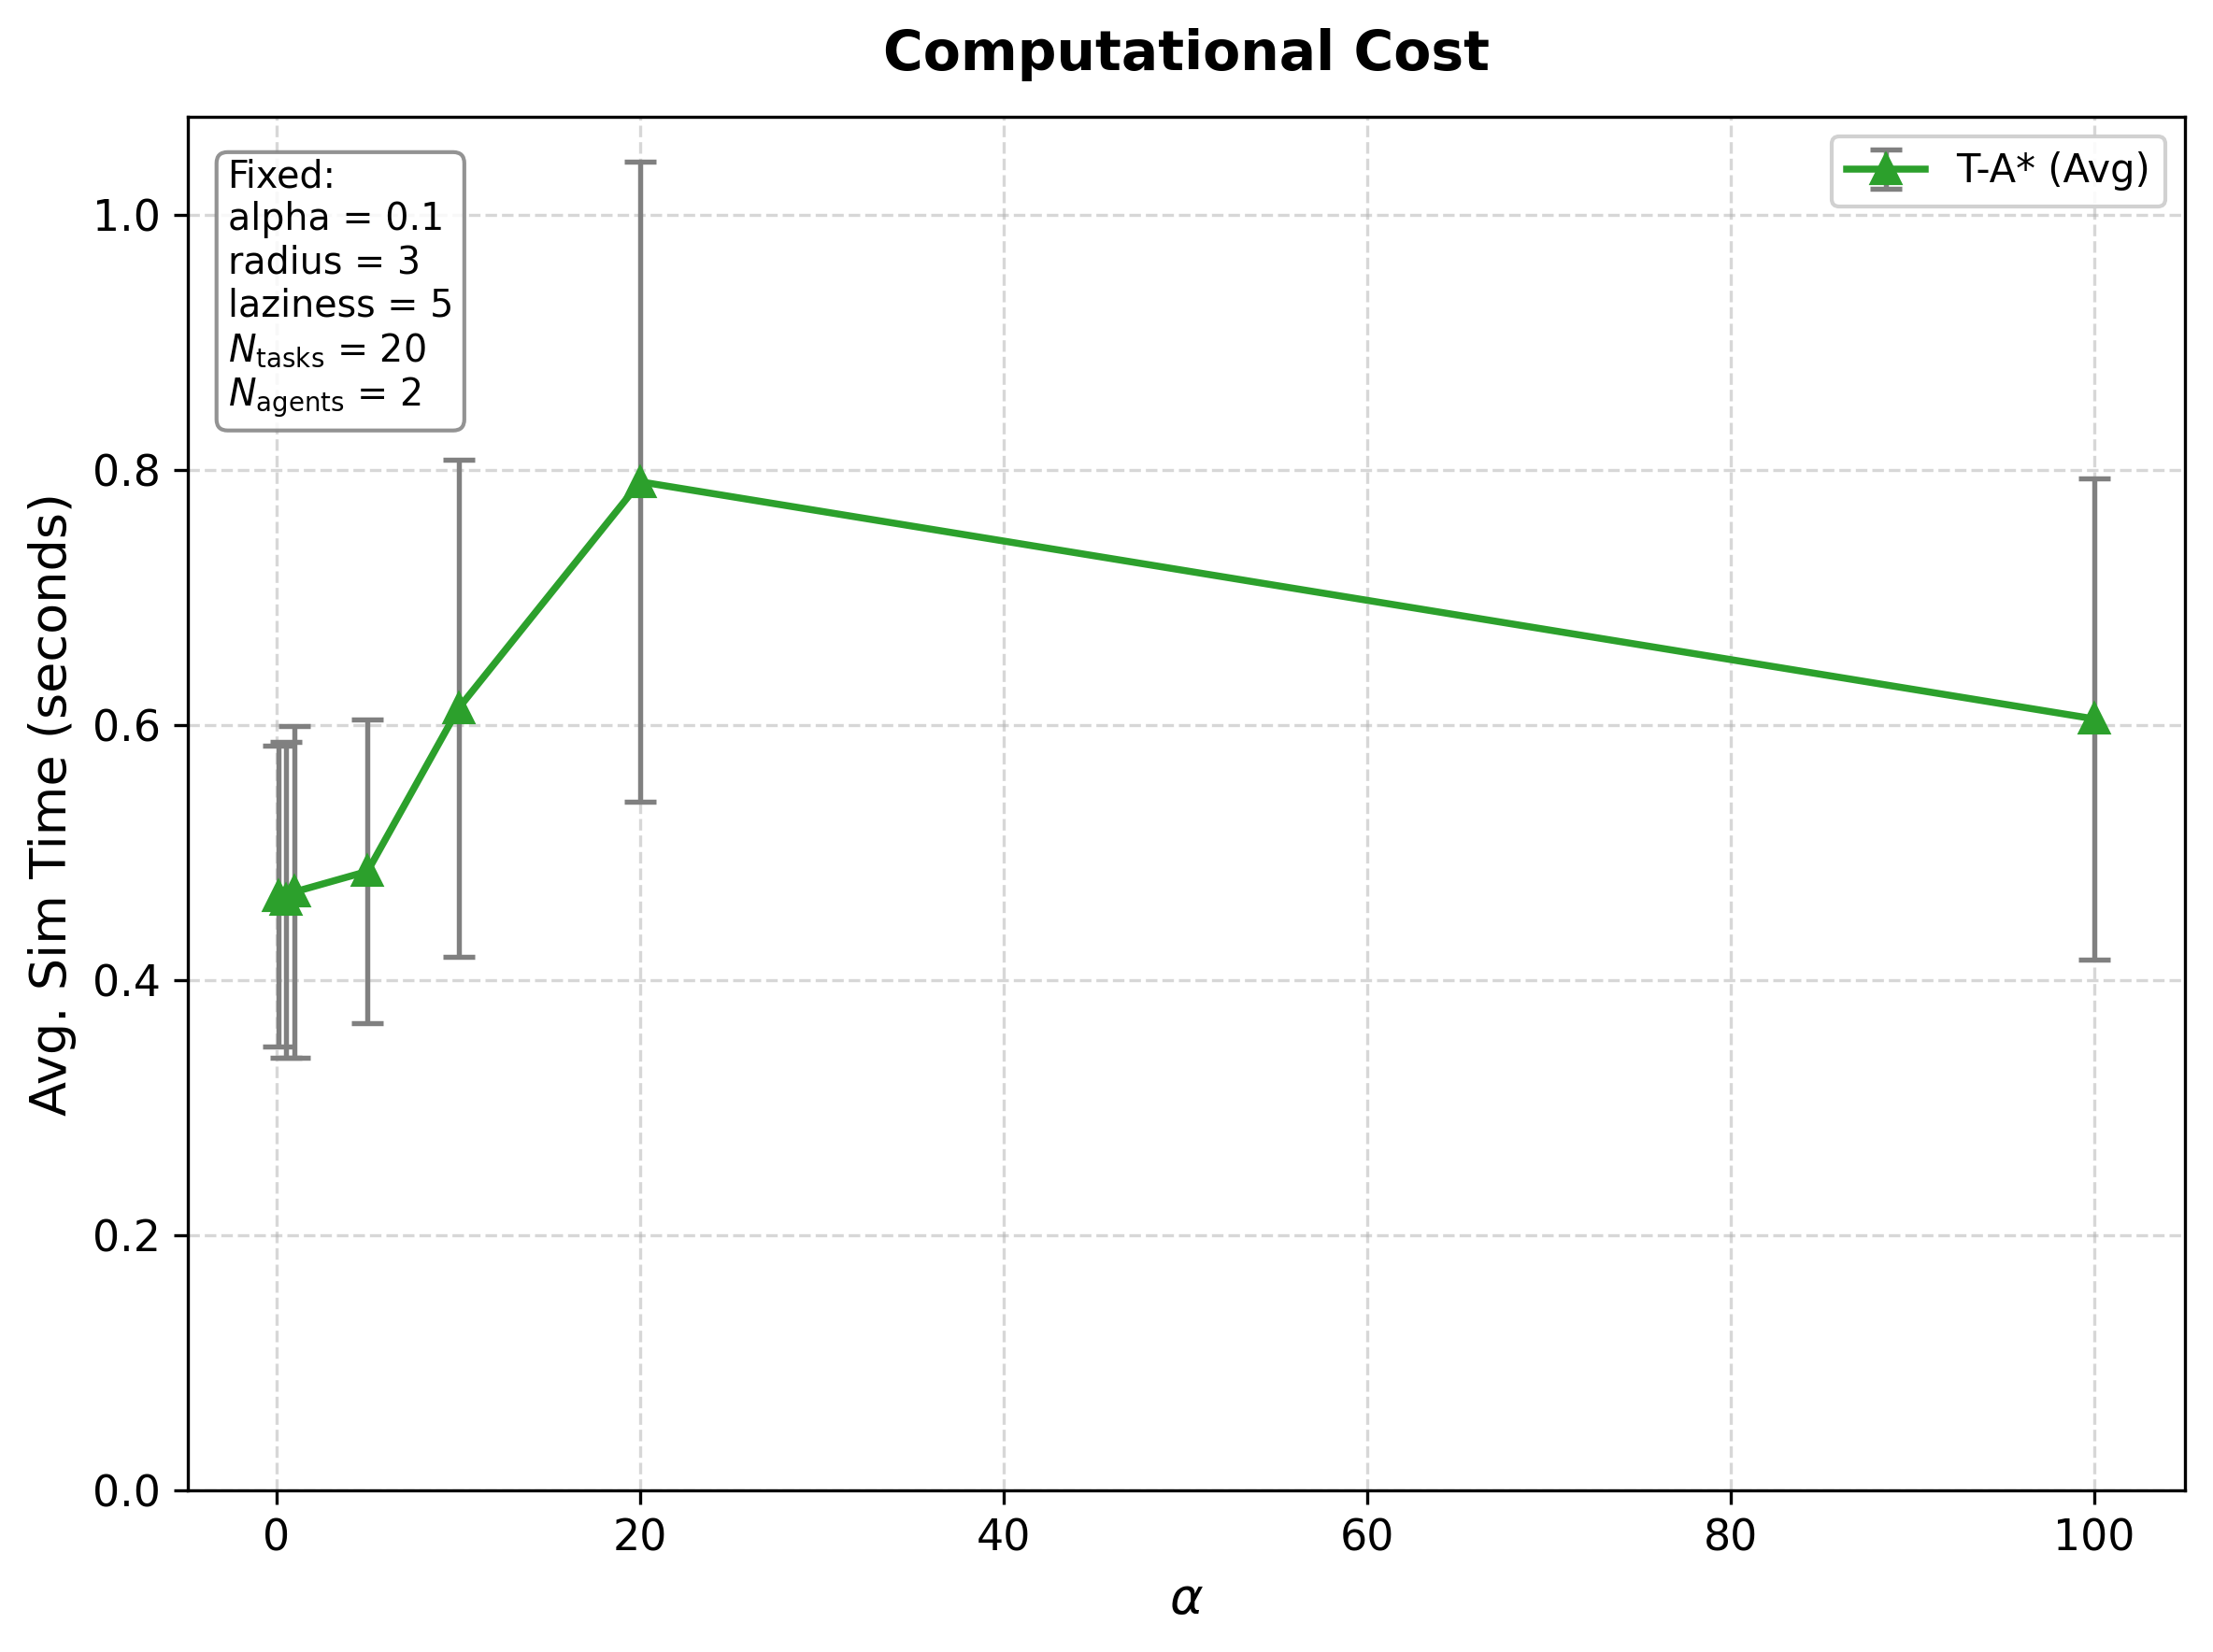 Computational Cost
Fixed:
alpha = 0.1
radius = 3
laziness = 5
N_tasks = 20
N_agents = 2
T-A* (Avg)
Avg. Sim Time (seconds)
1.0
0.8
0.6
0.4
0.2
0.0
0 20 40 60 80 100
α